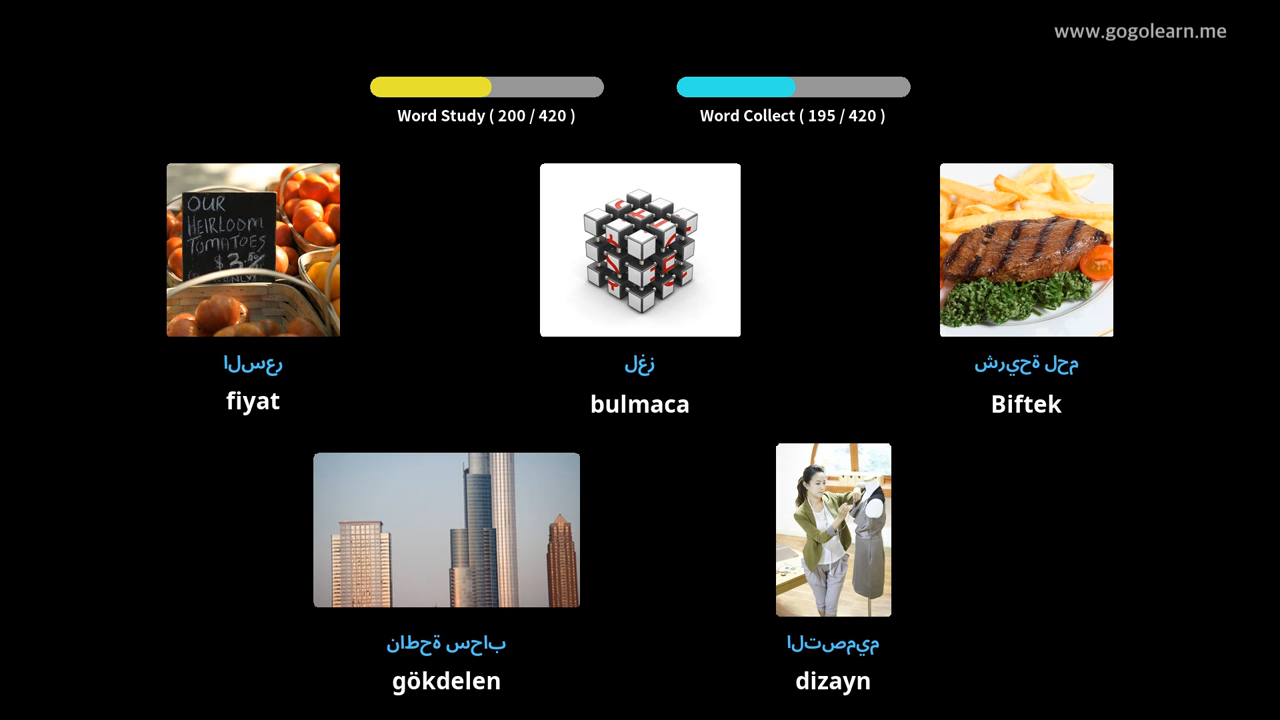 www.gogolearn.me
Word Study ( 200 / 420 )
Word Collect ( 195 / 420 )
OUR
HEIRLOOM
TOMATOES
السعر
لغز
شريحة لحم
fiyat
bulmaca
Biftek
ناطحة سحاب
التصميم
gökdelen
dizayn